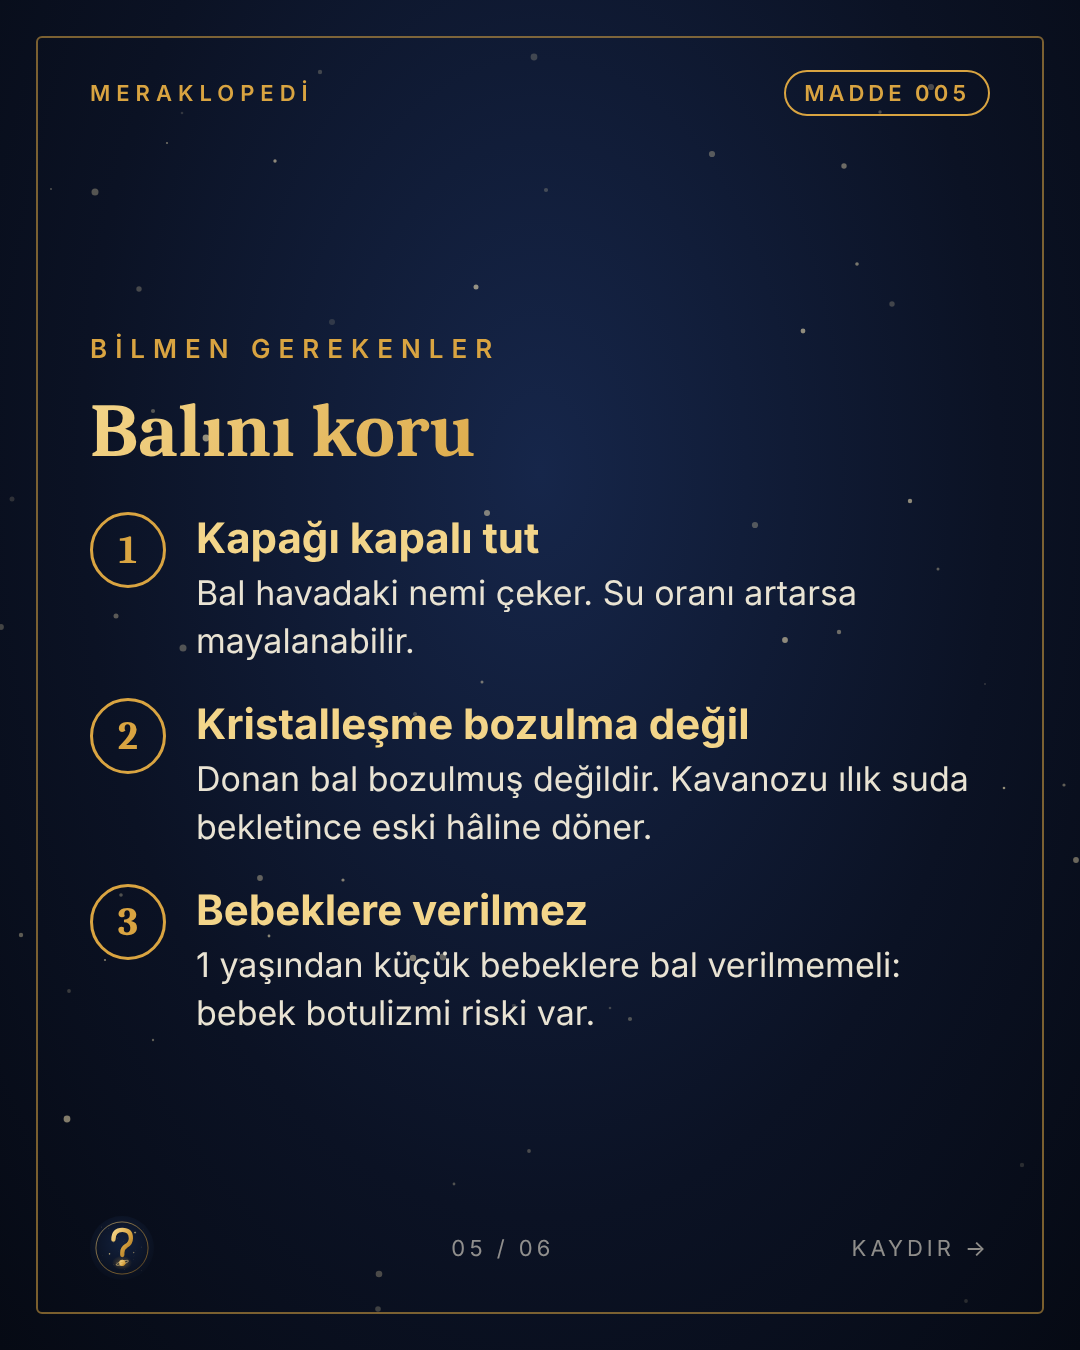 MERAKLOPEDİ
MADDE 005
BİLMEN GEREKENLER
Balını koru
1
Kapağı kapalı tut
Bal havadaki nemi çeker. Su oranı artarsa
mayalanabilir.
2
Kristalleşme bozulma değil
Donan bal bozulmuş değildir. Kavanozu ılık suda
bekletince eski hâline döner.
3
Bebeklere verilmez
1 yaşından küçük bebeklere bal verilmemeli:
bebek botulizmi riski var.
?
05 / 06
KAYDIR →